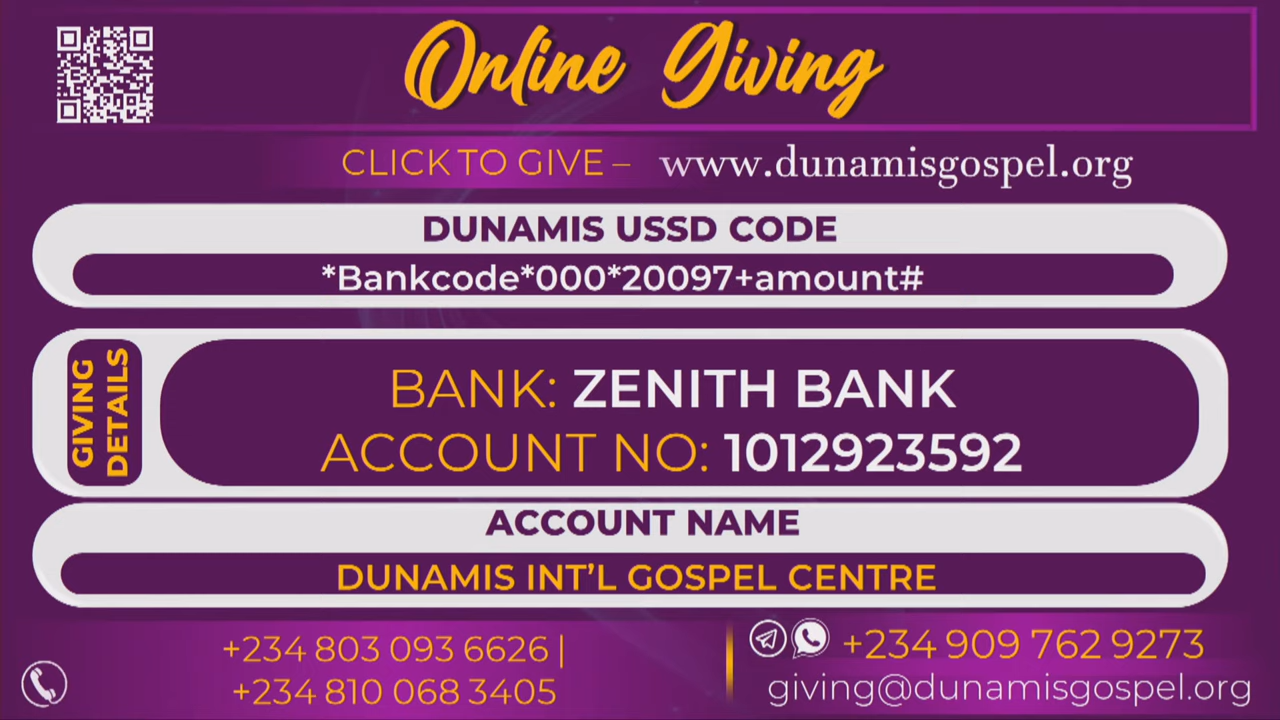 Online Giving
CLICK TO GIVE – www.dunamisgospel.org
DUNAMIS USSD CODE
*Bankcode*000*20097+amount#
GIVING
DETAILS
BANK: ZENITH BANK
ACCOUNT NO: 1012923592
ACCOUNT NAME
DUNAMIS INT'L GOSPEL CENTRE
+234 803 093 6626 |
+234 810 068 3405
+234 909 762 9273
giving@dunamisgospel.org